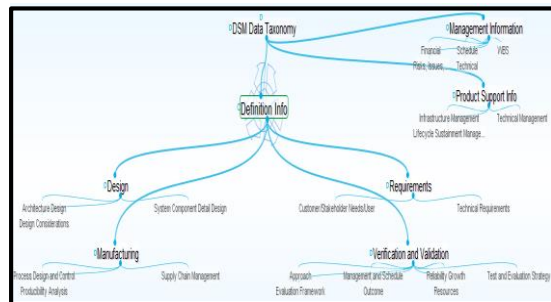 DSM Data Taxonomy
Management Information
Financial Schedule WBS
Risks, Issues, ... Technical
Product Support Info
Infrastructure Management Technical Management
Lifecycle Sustainment Manage...
Definition Info
Design
Architecture Design System Component Detail Design
Design Considerations
Requirements
Customer/Stakeholder Needs/User Technical Requirements
Manufacturing
Process Design and Control Supply Chain Management
Producibility Analysis
Verification and Validation
Approach Management and Schedule Reliability Growth Test and Evaluation Strategy
Evaluation Framework Outcome Resources